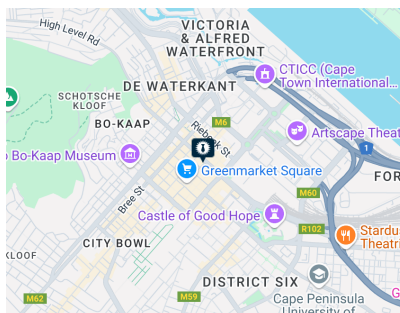 VICTORIA
& ALFRED
WATERFRONT
High Level Rd
CTICC (Cape
Town International...
DE WATERKANT
SCHOTSCHE
KLOOF
BO-KAAP
M6
Riebeek St
Artscape Theat
1
o Bo-Kaap Museum
Greenmarket Square
FOR
Bree St
M60
Castle of Good Hope
R102
Stardu
Theatri
CITY BOWL
KLOOF
DISTRICT SIX
M62
M59
Cape Peninsula
University of
G